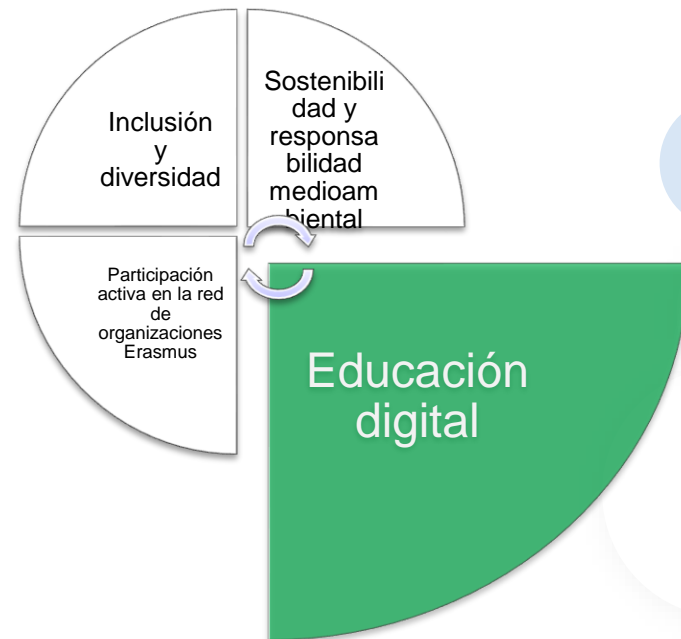 Inclusión
y
diversidad
Sostenibili
dad y
responsa
bilidad
medioam
biental
Participación
activa en la red
de
organizaciones
Erasmus
Educación
digital